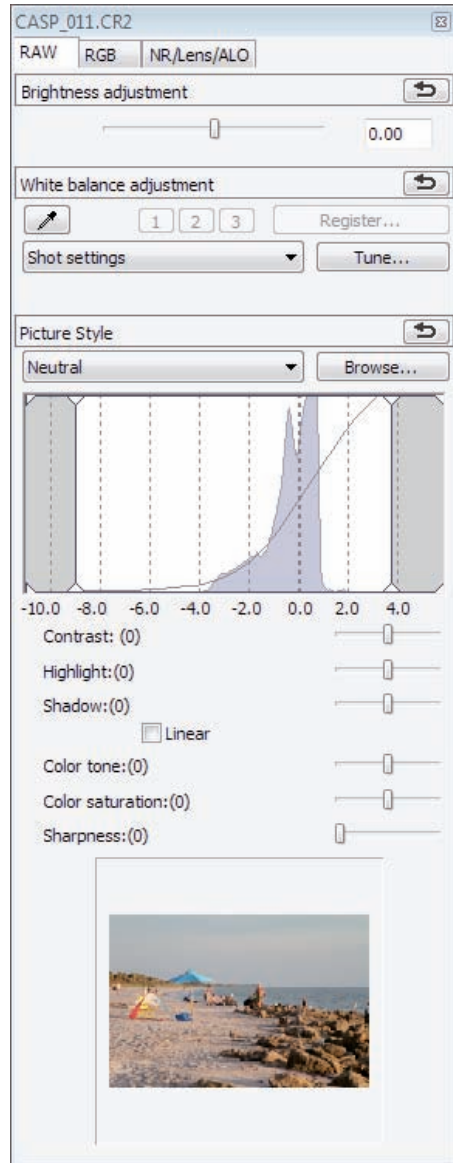 CASP_011.CR2
RAW RGB NR/Lens/ALO
Brightness adjustment
0.00
White balance adjustment
1 2 3 Register...
Shot settings Tune...
Picture Style
Neutral Browse...
-10.0 -8.0 -6.0 -4.0 -2.0 0.0 2.0 4.0
Contrast: (0)
Highlight:(0)
Shadow:(0)
Linear
Color tone:(0)
Color saturation:(0)
Sharpness:(0)